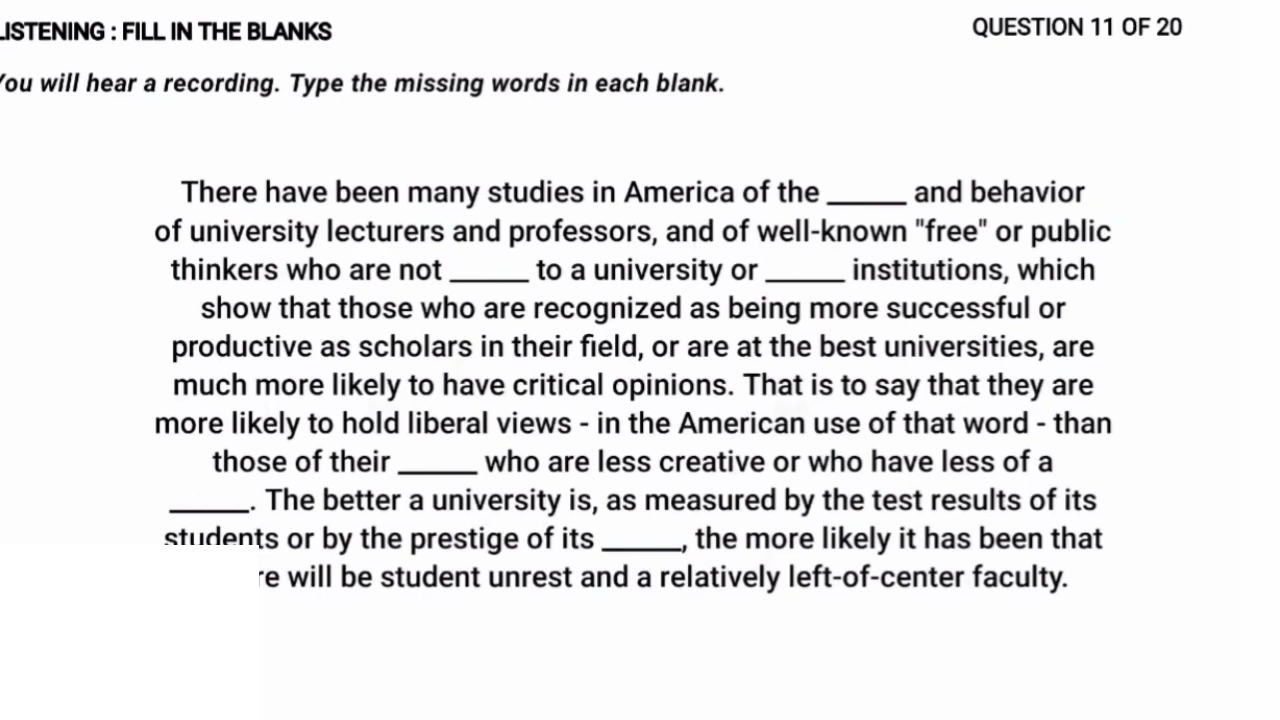 LISTENING : FILL IN THE BLANKS
QUESTION 11 OF 20
You will hear a recording. Type the missing words in each blank.
There have been many studies in America of the _____ and behavior
of university lecturers and professors, and of well-known "free" or public
thinkers who are not _____ to a university or _____ institutions, which
show that those who are recognized as being more successful or
productive as scholars in their field, or are at the best universities, are
much more likely to have critical opinions. That is to say that they are
more likely to hold liberal views - in the American use of that word - than
those of their _____ who are less creative or who have less of a
_____. The better a university is, as measured by the test results of its
students or by the prestige of its _____, the more likely it has been that
re will be student unrest and a relatively left-of-center faculty.